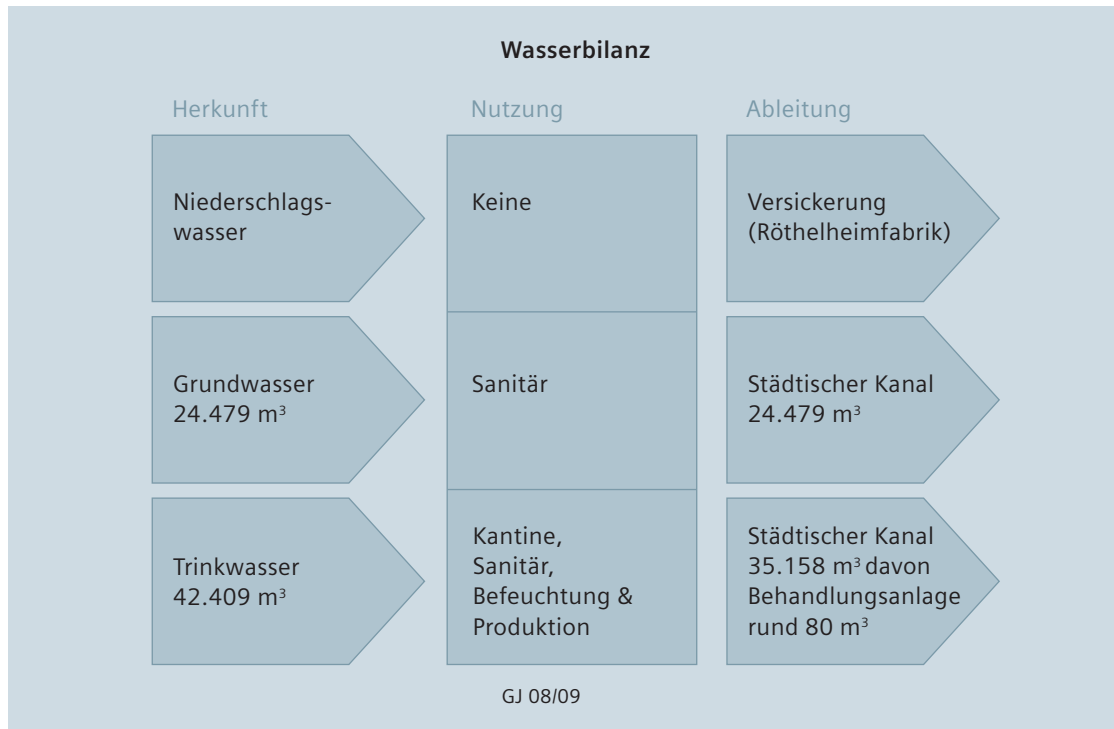 Wasserbilanz
Herkunft
Nutzung
Ableitung
Niederschlags-
wasser
Keine
Versickerung
(Röthelheimfabrik)
Grundwasser
24.479 m³
Sanitär
Städtischer Kanal
24.479 m³
Trinkwasser
42.409 m³
Kantine,
Sanitär,
Befeuchtung &
Produktion
Städtischer Kanal
35.158 m³ davon
Behandlungsanlage
rund 80 m³
GJ 08/09